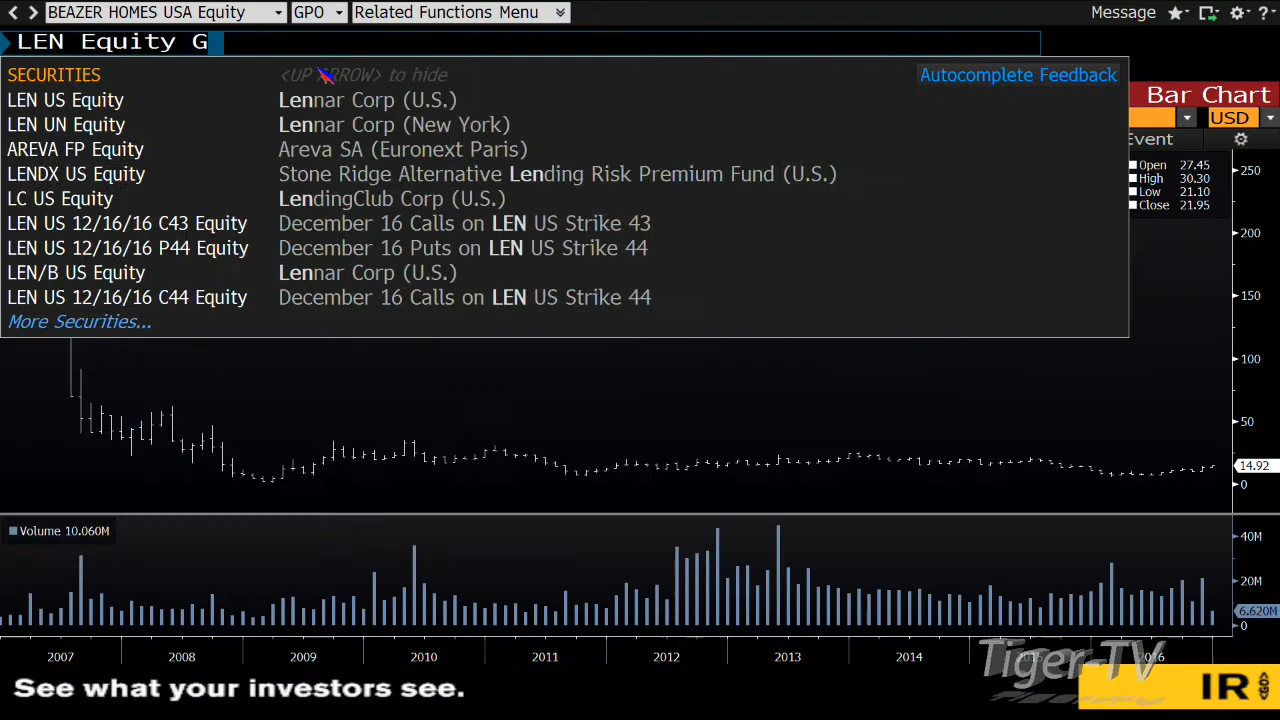 BEAZER HOMES USA Equity GPO Related Functions Menu Message
LEN Equity G
SECURITIES <UP ARROW> to hide Autocomplete Feedback
LEN US Equity Lennar Corp (U.S.)
LEN UN Equity Lennar Corp (New York)
AREVA FP Equity Areva SA (Euronext Paris)
LENDX US Equity Stone Ridge Alternative Lending Risk Premium Fund (U.S.)
LC US Equity LendingClub Corp (U.S.)
LEN US 12/16/16 C43 Equity December 16 Calls on LEN US Strike 43
LEN US 12/16/16 P44 Equity December 16 Puts on LEN US Strike 44
LEN/B US Equity Lennar Corp (U.S.)
LEN US 12/16/16 C44 Equity December 16 Calls on LEN US Strike 44
More Securities...
Bar Chart
USD
Event
Open 27.45
High 30.30
Low 21.10
Close 21.95
250
200
150
100
50
14.92
0
Volume 10.060M
40M
20M
6.620M
0
2007 2008 2009 2010 2011 2012 2013 2014 2015 2016
Tiger-TV
See what your investors see.
IR